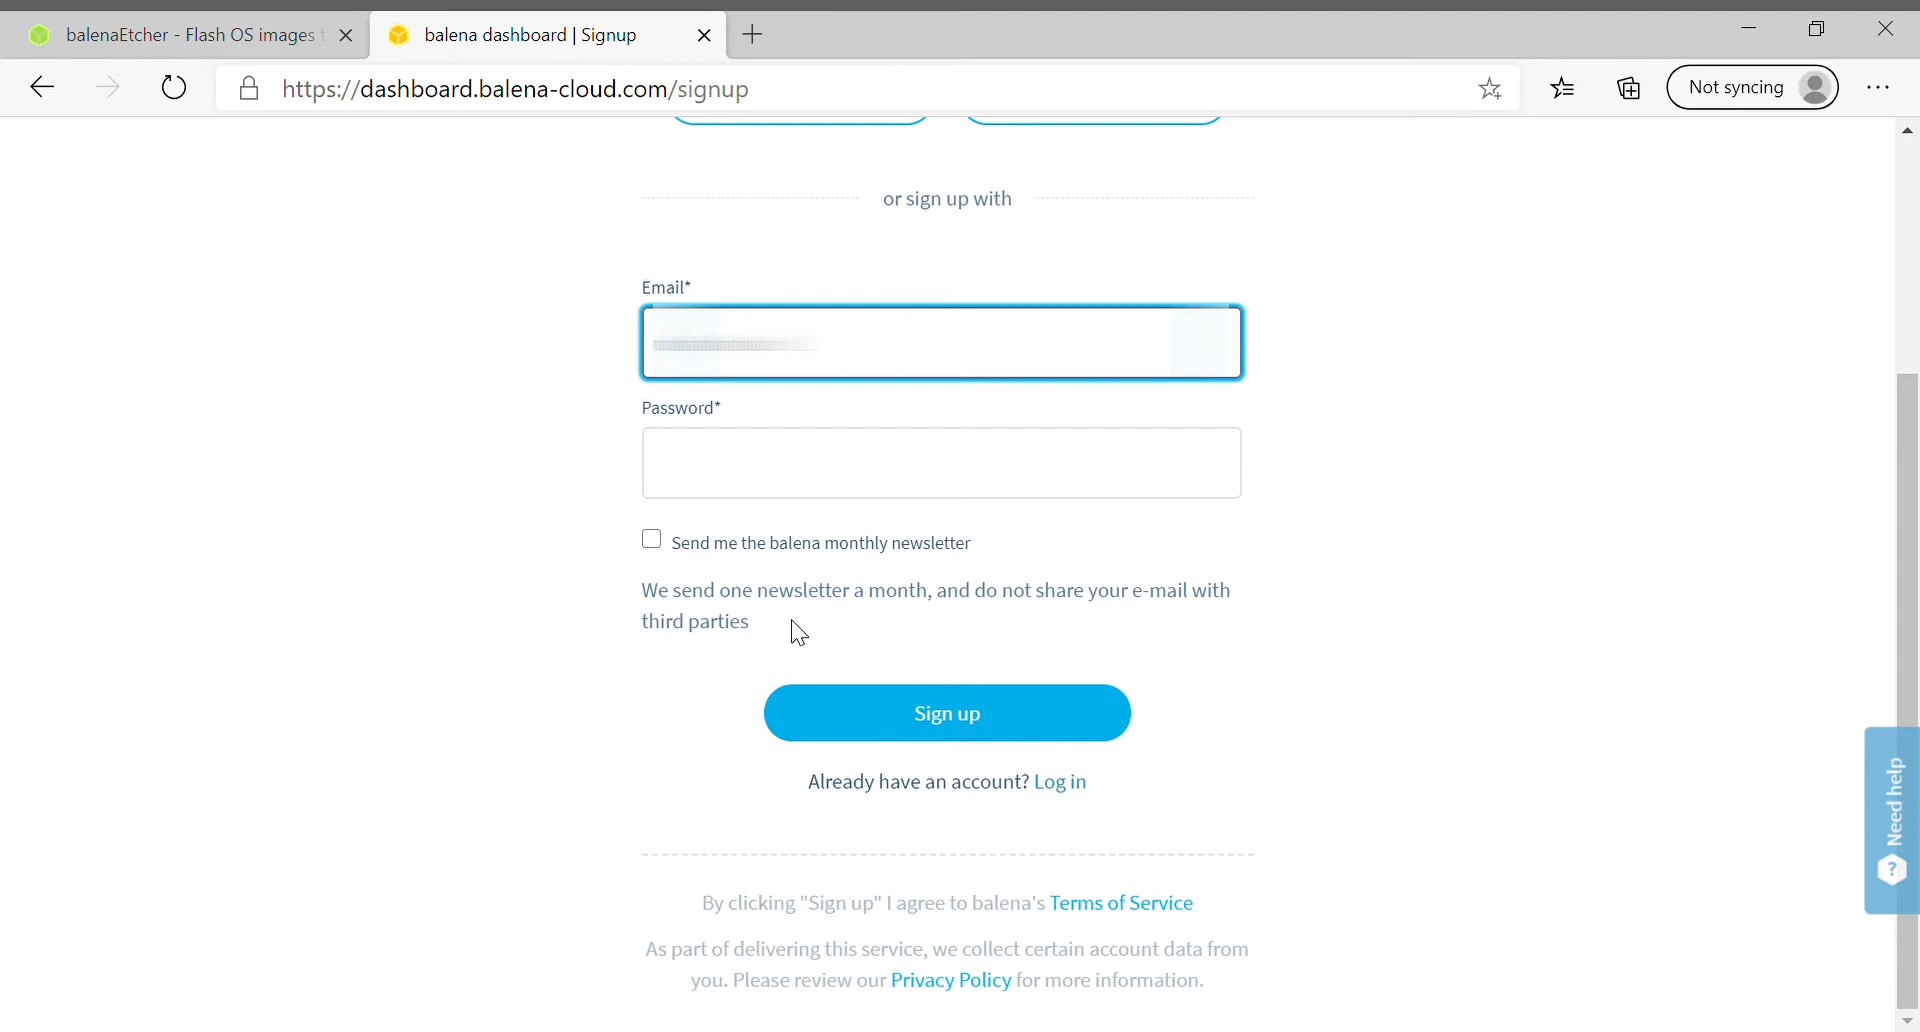 balenaEtcher - Flash OS images
balena dashboard | Signup
https://dashboard.balena-cloud.com/signup
Not syncing
or sign up with
Email*
Password*
Send me the balena monthly newsletter
We send one newsletter a month, and do not share your e-mail with
third parties
Sign up
Already have an account? Log in
Need help
?
By clicking "Sign up" I agree to balena's Terms of Service
As part of delivering this service, we collect certain account data from
you. Please review our Privacy Policy for more information.